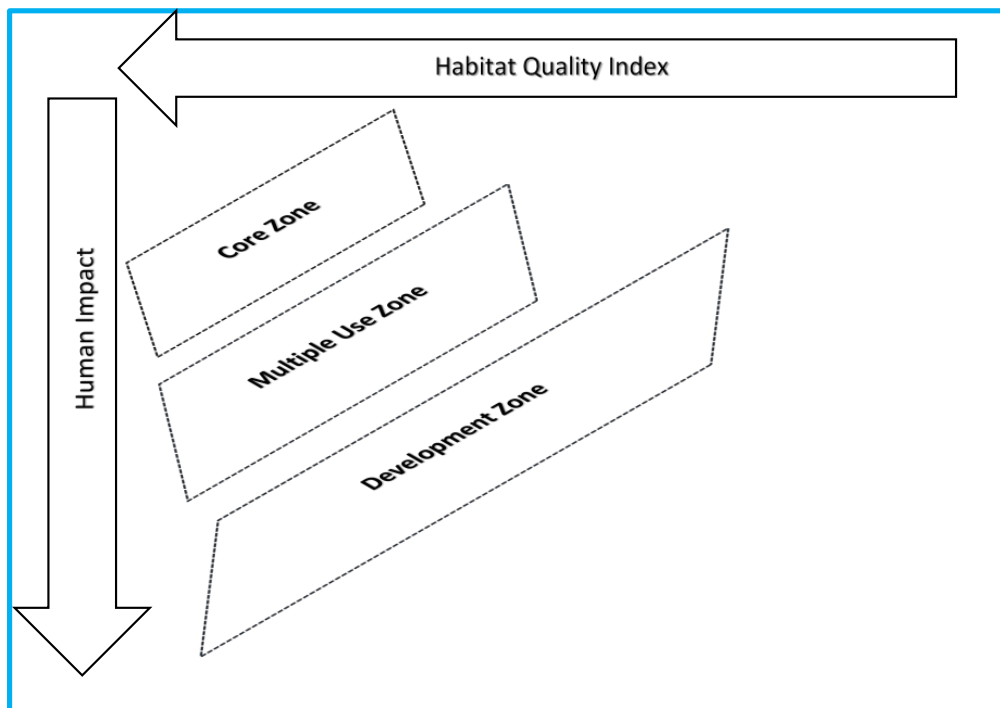 Habitat Quality Index
Human Impact
Core Zone
Multiple Use Zone
Development Zone